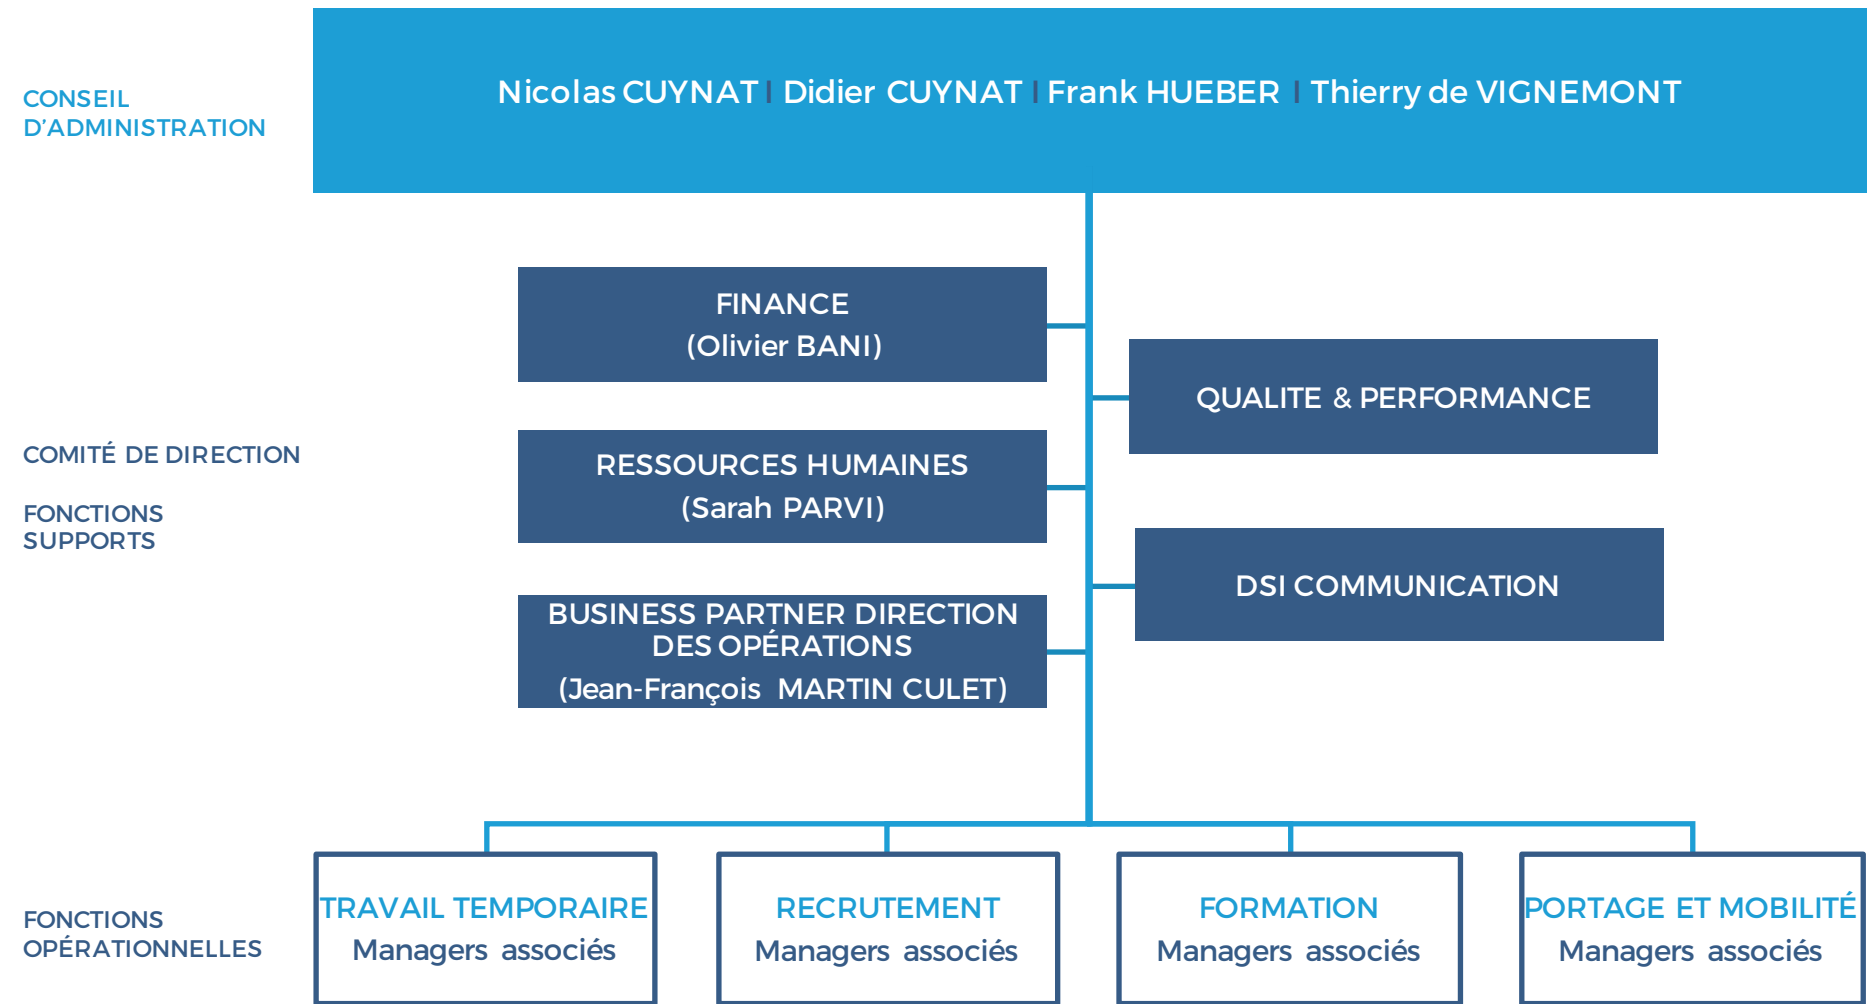 CONSEIL
D'ADMINISTRATION
Nicolas CUYNAT I Didier CUYNAT I Frank HUEBER I Thierry de VIGNEMONT
COMITÉ DE DIRECTION
FONCTIONS
SUPPORTS
FINANCE
(Olivier BANI)
QUALITE & PERFORMANCE
RESSOURCES HUMAINES
(Sarah PARVI)
DSI COMMUNICATION
BUSINESS PARTNER DIRECTION
DES OPÉRATIONS
(Jean-François MARTIN CULET)
FONCTIONS
OPÉRATIONNELLES
TRAVAIL TEMPORAIRE
Managers associés
RECRUTEMENT
Managers associés
FORMATION
Managers associés
PORTAGE ET MOBILITÉ
Managers associés